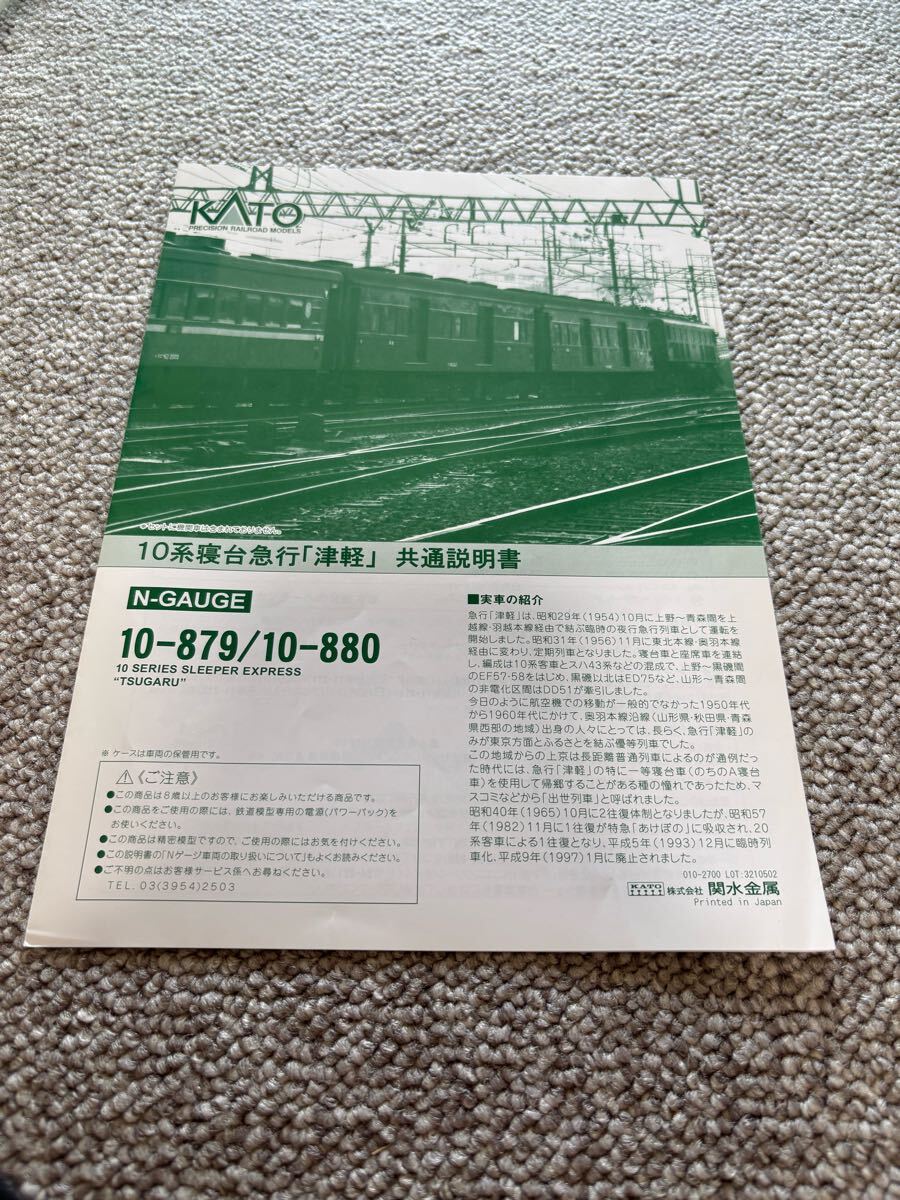 KATO
PRECISION RAILROAD MODELS
※セットに機関車は含まれておりません。
10系寝台急行「津軽」 共通説明書
N-GAUGE
10-879/10-880
10 SERIES SLEEPER EXPRESS
"TSUGARU"
※ ケースは車両の保管用です。
⚠《ご注意》
●この商品は8歳以上のお客様にお楽しみいただける商品です。
●この商品をご使用の際には、鉄道模型専用の電源(パワーパック)を
お使いください。
●この商品は精密模型ですので、ご使用の際にはお気を付けください。
●この説明書の「Nゲージ車両の取り扱いについて」もよくお読みください。
●ご不明の点はお客様サービス係へお尋ねください。
TEL.03(3954)2503
■実車の紹介
急行「津軽」は、昭和29年(1954)10月に上野～青森間を上
越線・羽越本線経由で結ぶ臨時の夜行急行列車として運転を
開始しました。昭和31年(1956)11月に東北本線・奥羽本線
経由に変わり、定期列車となりました。寝台車と座席車を連結
し、編成は10系客車とスハ43系などの混成で、上野～黒磯間
のEF57・58をはじめ、黒磯以北はED75など、山形～青森間
の非電化区間はDD51が牽引しました。
今日のように航空機での移動が一般的でなかった1950年代
から1960年代にかけて、奥羽本線沿線(山形県・秋田県・青森
県西部の地域)出身の人々にとっては、長らく、急行「津軽」の
みが東京方面とふるさとを結ぶ優等列車でした。
この地域からの上京は長距離普通列車によるのが通例だっ
た時代には、急行「津軽」の特に一等寝台車(のちのA寝台
車)を使用して帰郷することがある種の憧れであったため、マ
スコミなどから「出世列車」と呼ばれました。
昭和40年(1965)10月に2往復体制となりましたが、昭和57
年(1982)11月に1往復が特急「あけぼの」に吸収され、20
系客車による1往復となり、平成5年(1993)12月に臨時列
車化、平成9年(1997)1月に廃止されました。
010-2700 LOT:3210502
KATO 株式会社 関水金属
Printed in Japan